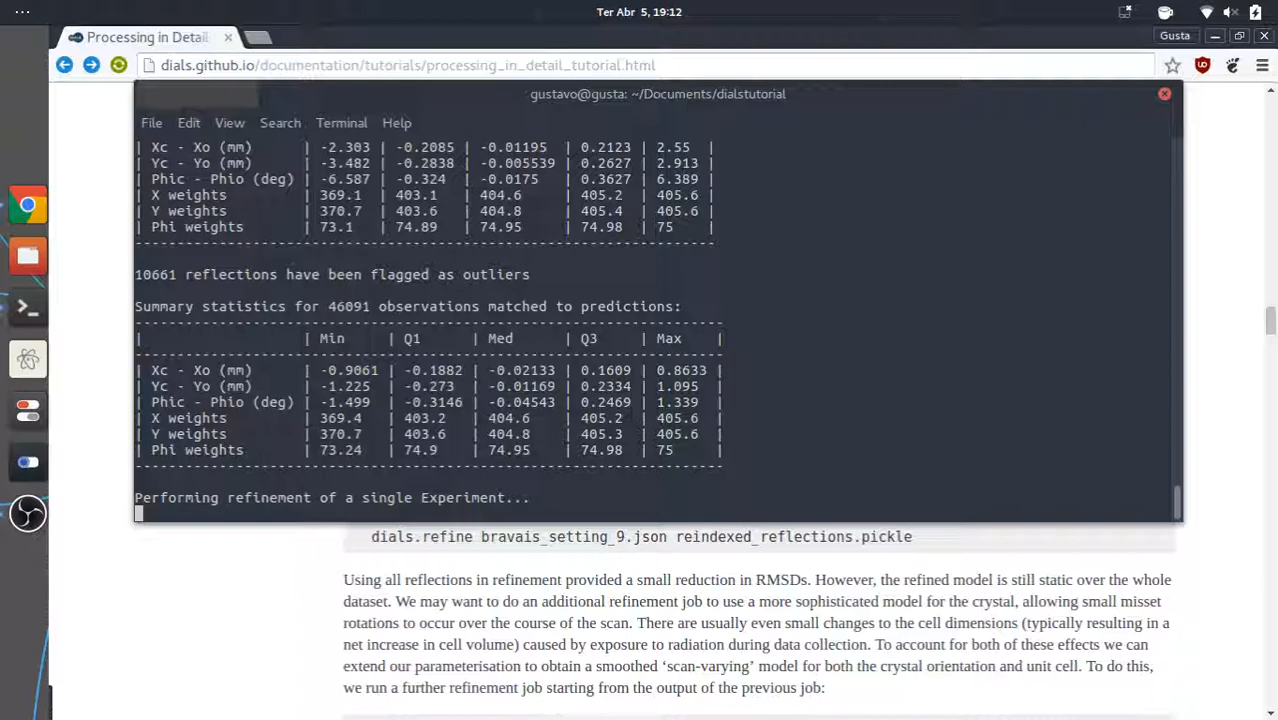 Ter Abr 5, 19:12
Processing in Detail
Gusta
dials.github.io/documentation/tutorials/processing_in_detail_tutorial.html
gustavo@gusta: ~/Documents/dialstutorial
File Edit View Search Terminal Help
| Xc - Xo (mm) | -2.303 | -0.2085 | -0.01195 | 0.2123 | 2.55 |
| Yc - Yo (mm) | -3.482 | -0.2838 | -0.005539 | 0.2627 | 2.913 |
| Phic - Phio (deg) | -6.587 | -0.324 | -0.0175 | 0.3627 | 6.389 |
| X weights | 369.1 | 403.1 | 404.6 | 405.2 | 405.6 |
| Y weights | 370.7 | 403.6 | 404.8 | 405.4 | 405.6 |
| Phi weights | 73.1 | 74.89 | 74.95 | 74.98 | 75 |
-----------------------------------------------------------------------
10661 reflections have been flagged as outliers
Summary statistics for 46091 observations matched to predictions:
------------------------------------------------------------------------
| | Min | Q1 | Med | Q3 | Max |
------------------------------------------------------------------------
| Xc - Xo (mm) | -0.9061 | -0.1882 | -0.02133 | 0.1609 | 0.8633 |
| Yc - Yo (mm) | -1.225 | -0.273 | -0.01169 | 0.2334 | 1.095 |
| Phic - Phio (deg) | -1.499 | -0.3146 | -0.04543 | 0.2469 | 1.339 |
| X weights | 369.4 | 403.2 | 404.6 | 405.2 | 405.6 |
| Y weights | 370.7 | 403.6 | 404.8 | 405.3 | 405.6 |
| Phi weights | 73.24 | 74.9 | 74.95 | 74.98 | 75 |
------------------------------------------------------------------------
Performing refinement of a single Experiment...
dials.refine bravais_setting_9.json reindexed_reflections.pickle
Using all reflections in refinement provided a small reduction in RMSDs. However, the refined model is still static over the whole
dataset. We may want to do an additional refinement job to use a more sophisticated model for the crystal, allowing small misset
rotations to occur over the course of the scan. There are usually even small changes to the cell dimensions (typically resulting in a
net increase in cell volume) caused by exposure to radiation during data collection. To account for both of these effects we can
extend our parameterisation to obtain a smoothed ‘scan-varying’ model for both the crystal orientation and unit cell. To do this,
we run a further refinement job starting from the output of the previous job: